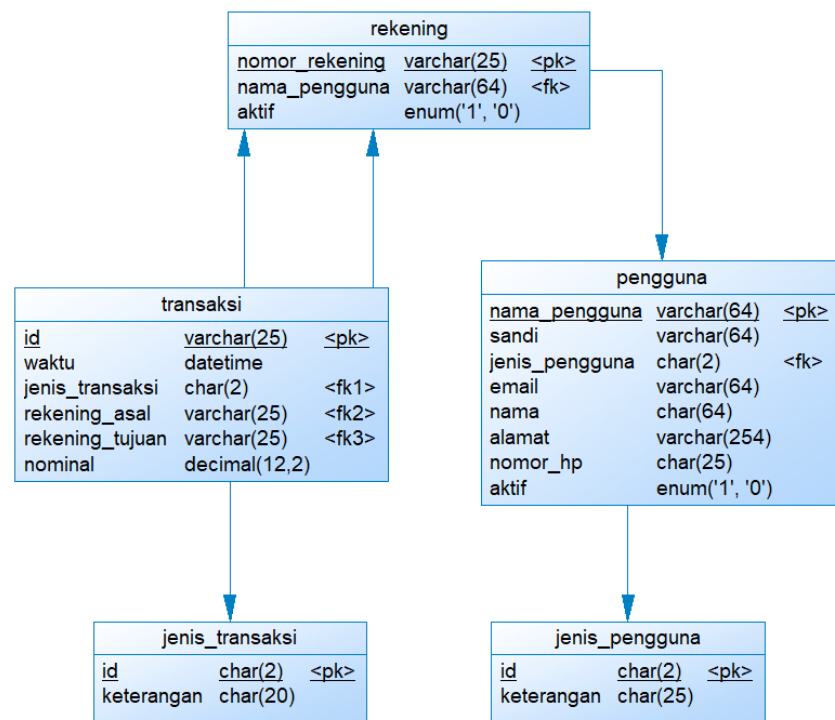 rekening
nomor_rekening varchar(25) <pk>
nama_pengguna varchar(64) <fk>
aktif enum('1', '0')
transaksi
id varchar(25) <pk>
waktu datetime
jenis_transaksi char(2) <fk1>
rekening_asal varchar(25) <fk2>
rekening_tujuan varchar(25) <fk3>
nominal decimal(12,2)
pengguna
nama_pengguna varchar(64) <pk>
sandi varchar(64)
jenis_pengguna char(2) <fk>
email varchar(64)
nama char(64)
alamat varchar(254)
nomor_hp char(25)
aktif enum('1', '0')
jenis_transaksi
id char(2) <pk>
keterangan char(20)
jenis_pengguna
id char(2) <pk>
keterangan char(25)